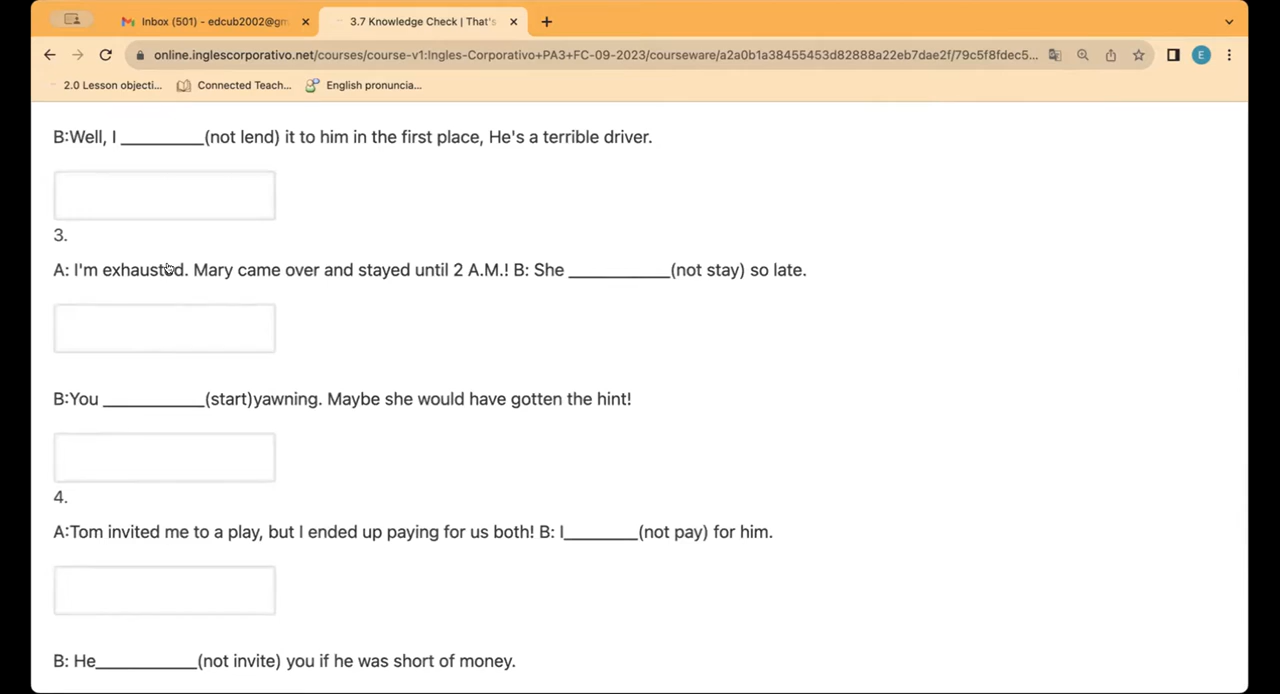 Inbox (501) - edcub2002@gm
3.7 Knowledge Check | That's
online.inglescorporativo.net/courses/course-v1:Ingles-Corporativo+PA3+FC-09-2023/courseware/a2a0b1a38455453d82888a22eb7dae2f/79c5f8fdec5...
E
2.0 Lesson objecti...
Connected Teach...
English pronuncia...
B:Well, I _________(not lend) it to him in the first place, He's a terrible driver.
3.
A: I'm exhausted. Mary came over and stayed until 2 A.M.! B: She ___________(not stay) so late.
B:You ___________(start)yawning. Maybe she would have gotten the hint!
4.
A:Tom invited me to a play, but I ended up paying for us both! B: I________(not pay) for him.
B: He___________(not invite) you if he was short of money.